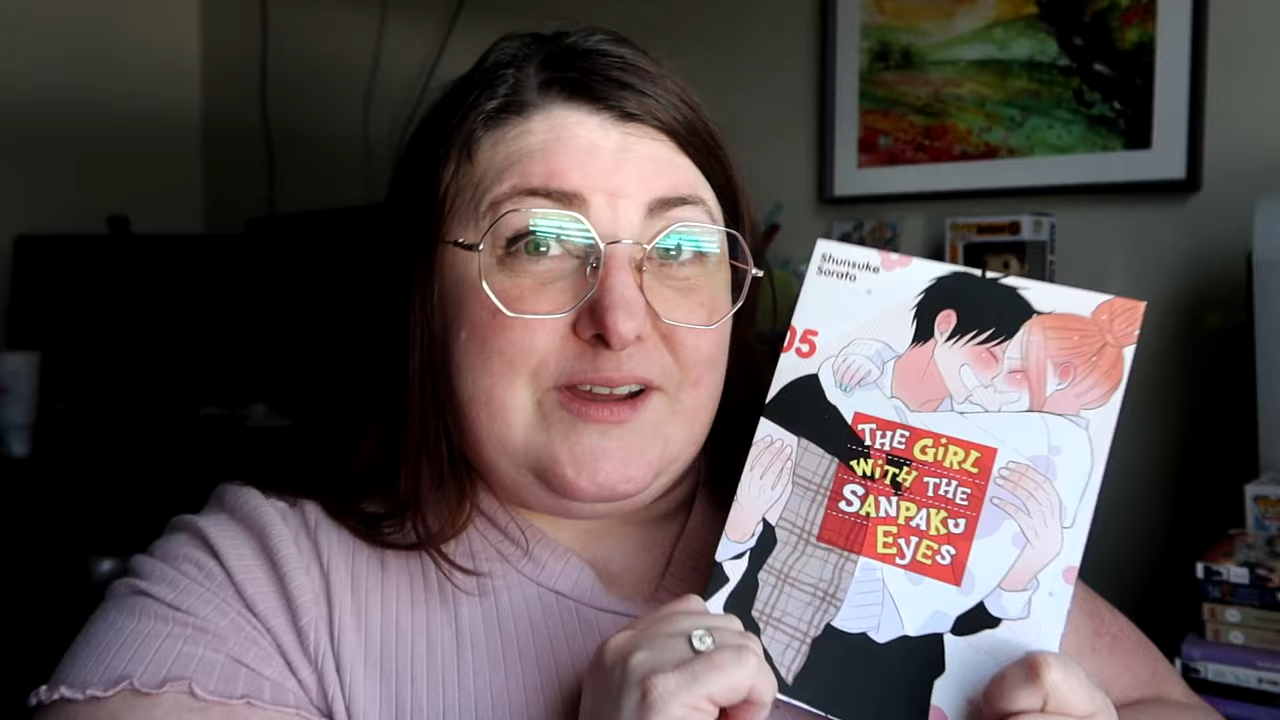 Shunsuke
Sorato
05
THE GiRL
WiTH THE
SANPAKU
EyES